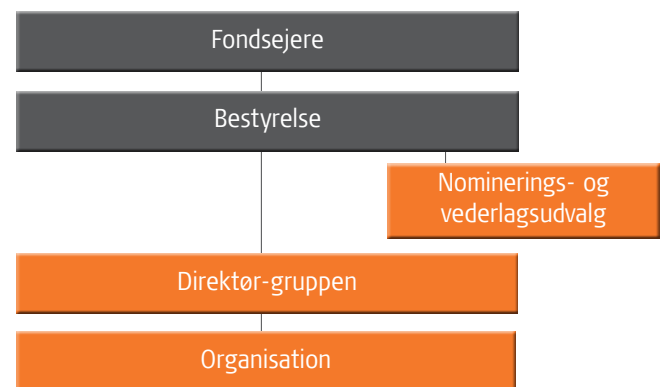 Fondsejere
Bestyrelse
Nominerings- og
vederlagsudvalg
Direktør-gruppen
Organisation